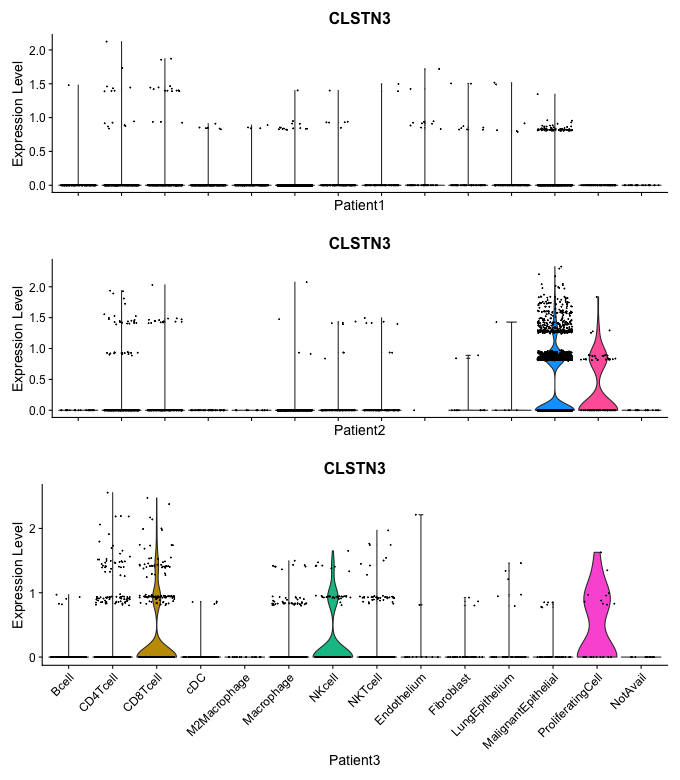 CLSTN3
Expression Level
2.0
1.5
1.0
0.5
0.0
Patient1
CLSTN3
Expression Level
2.0
1.5
1.0
0.5
0.0
Patient2
CLSTN3
Expression Level
2
1
0
Bcell
CD4Tcell
CD8Tcell
cDC
M2Macrophage
Macrophage
NKcell
NKTcell
Endothelium
Fibroblast
LungEpithelium
MalignantEpithelial
ProliferatingCell
NotAvail
Patient3